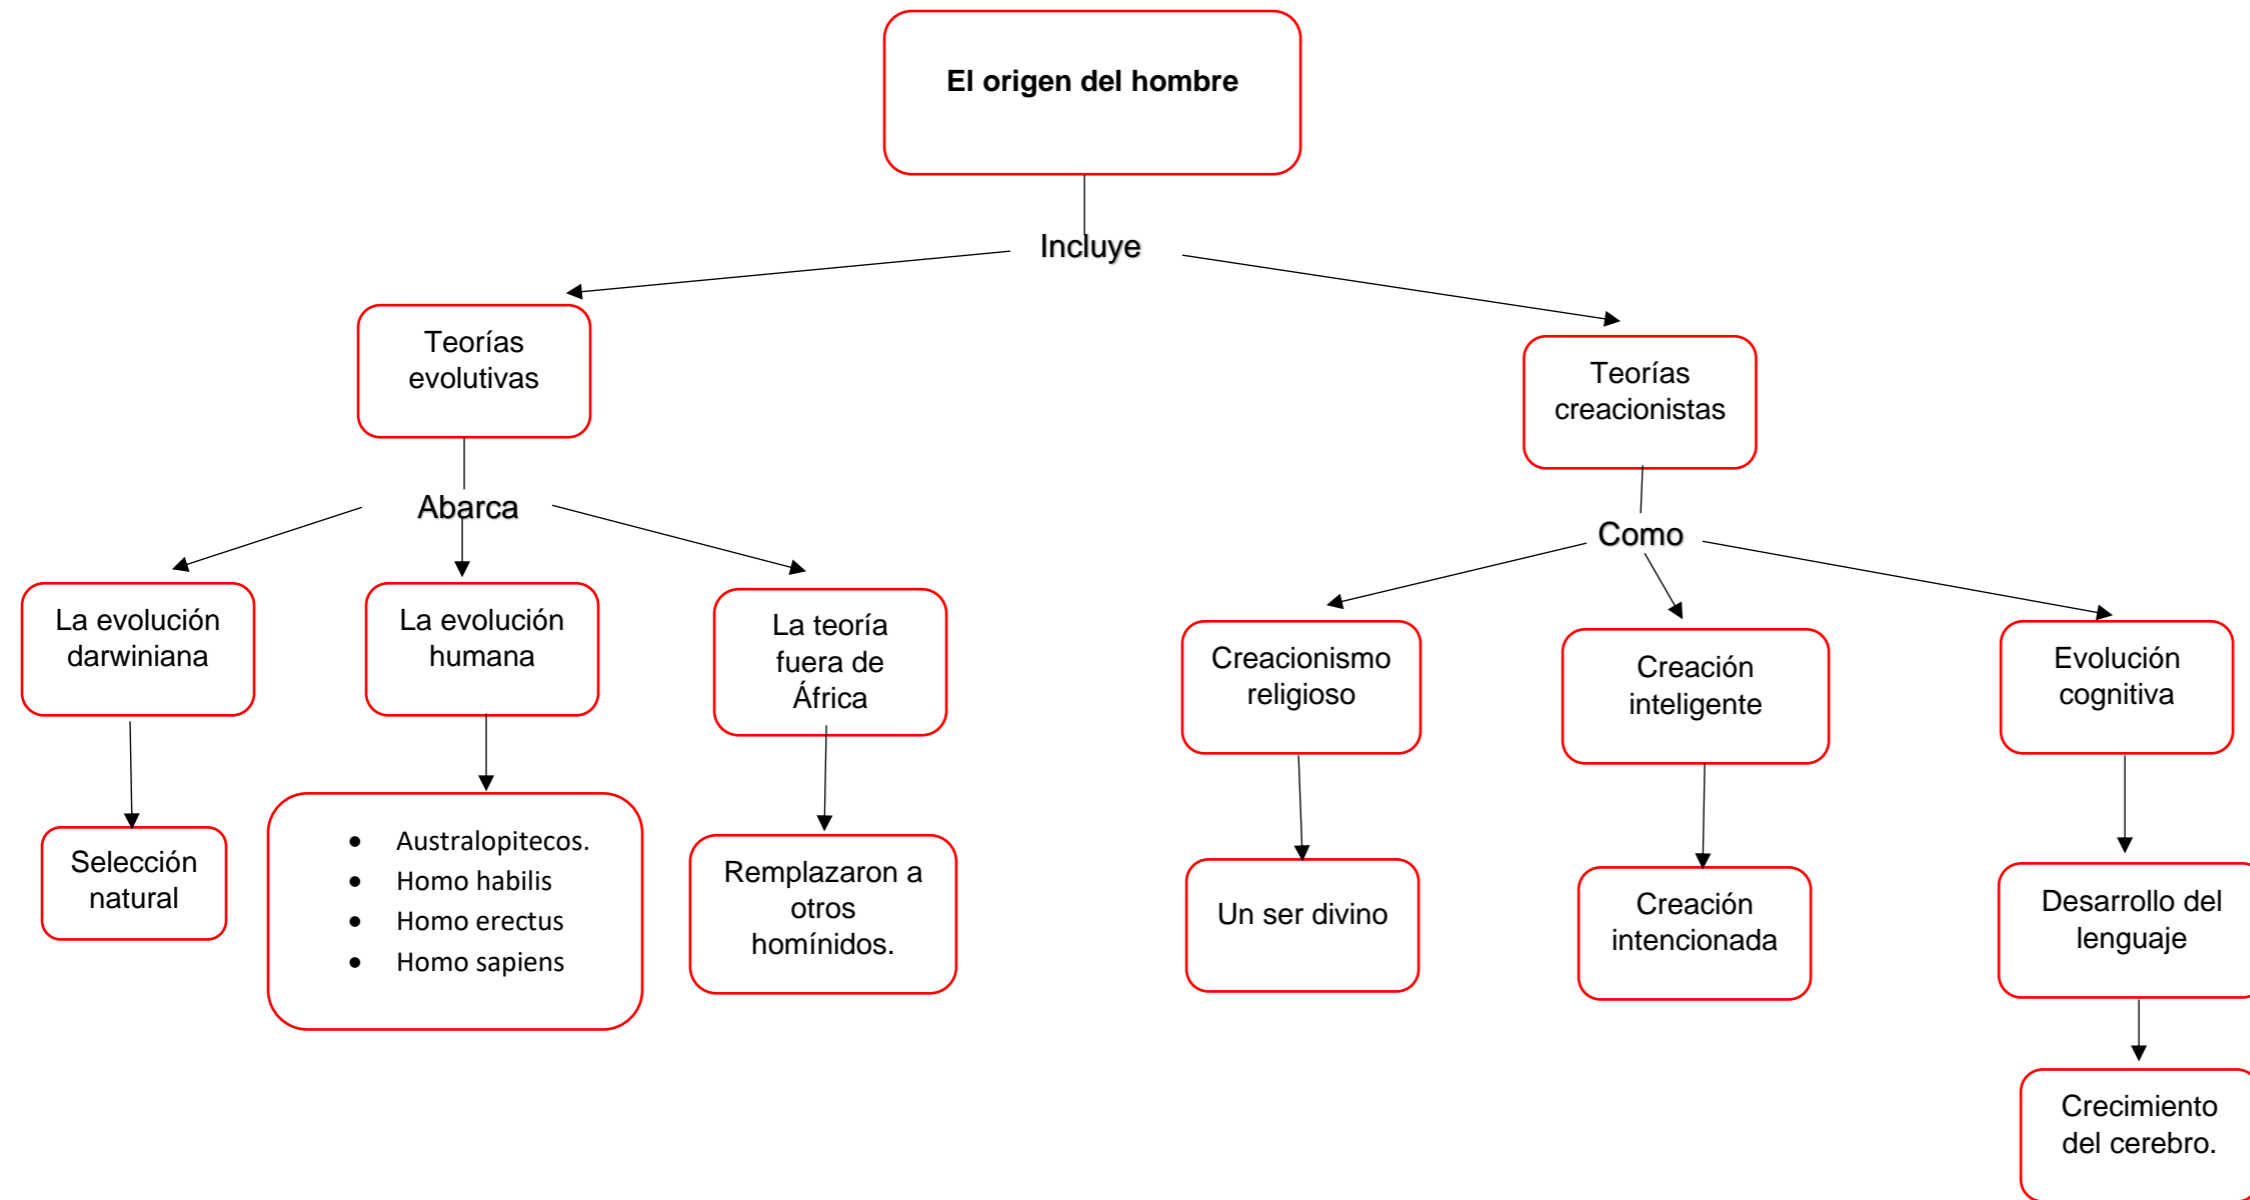 El origen del hombre
Incluye
Teorías
evolutivas
Teorías
creacionistas
Abarca
Como
La evolución
darwiniana
La evolución
humana
La teoría
fuera de
África
Creacionismo
religioso
Creación
inteligente
Evolución
cognitiva
Selección
natural
• Australopitecos.
• Homo habilis
• Homo erectus
• Homo sapiens
Remplazaron a
otros
homínidos.
Un ser divino
Creación
intencionada
Desarrollo del
lenguaje
Crecimiento
del cerebro.